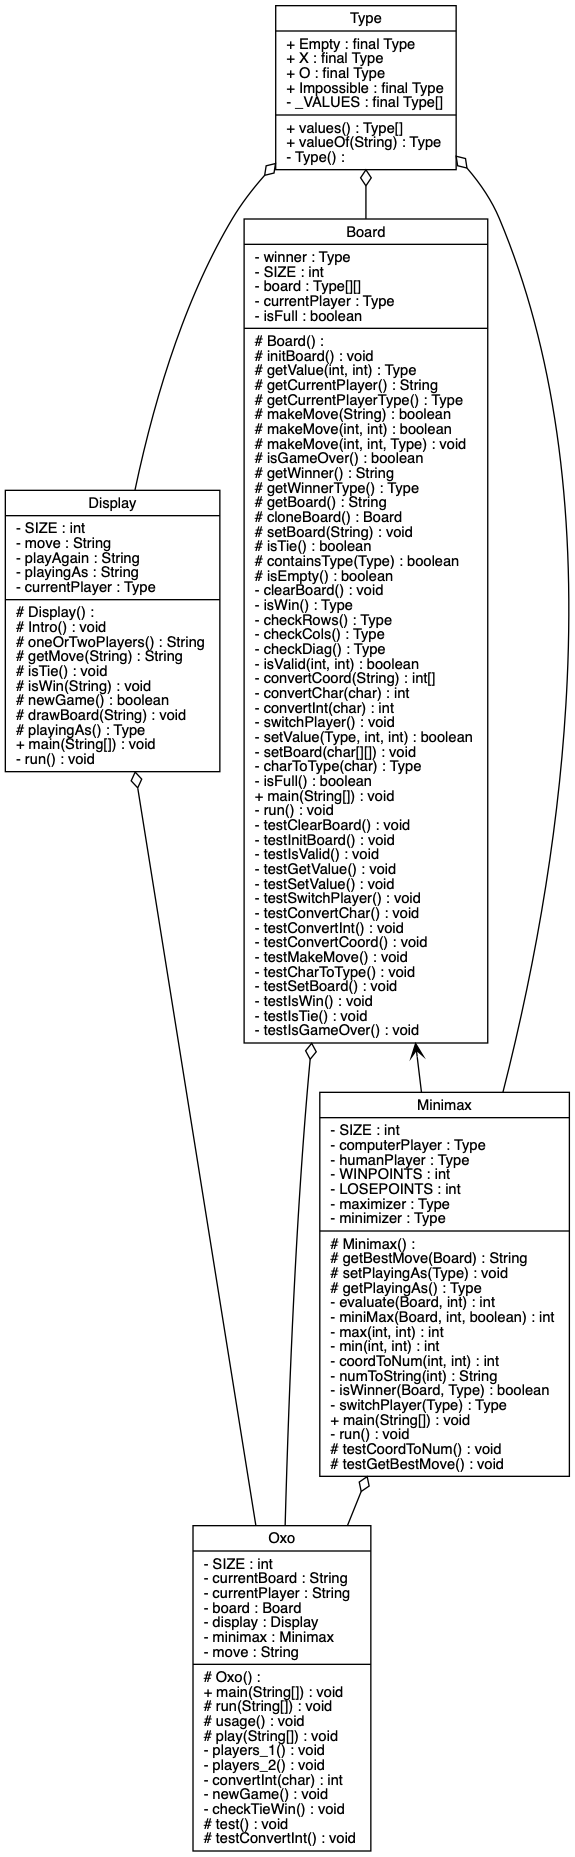 Type
+ Empty : final Type
+ X : final Type
+ O : final Type
+ Impossible : final Type
- _VALUES : final Type[]
+ values() : Type[]
+ valueOf(String) : Type
- Type() :
Board
- winner : Type
- SIZE : int
- board : Type[][]
- currentPlayer : Type
- isFull : boolean
# Board() :
# initBoard() : void
# getValue(int, int) : Type
# getCurrentPlayer() : String
# getCurrentPlayerType() : Type
# makeMove(String) : boolean
# makeMove(int, int) : boolean
# makeMove(int, int, Type) : void
# isGameOver() : boolean
# getWinner() : String
# getWinnerType() : Type
# getBoard() : String
# cloneBoard() : Board
# setBoard(String) : void
# isTie() : boolean
# containsType(Type) : boolean
# isEmpty() : boolean
- clearBoard() : void
- isWin() : Type
- checkRows() : Type
- checkCols() : Type
- checkDiag() : Type
- isValid(int, int) : boolean
- convertCoord(String) : int[]
- convertChar(char) : int
- convertInt(char) : int
- switchPlayer() : void
- setValue(Type, int, int) : boolean
- setBoard(char[][]) : void
- charToType(char) : Type
- isFull() : boolean
+ main(String[]) : void
- run() : void
- testClearBoard() : void
- testInitBoard() : void
- testIsValid() : void
- testGetValue() : void
- testSetValue() : void
- testSwitchPlayer() : void
- testConvertChar() : void
- testConvertInt() : void
- testConvertCoord() : void
- testMakeMove() : void
- testCharToType() : void
- testSetBoard() : void
- testIsWin() : void
- testIsTie() : void
- testIsGameOver() : void
Display
- SIZE : int
- move : String
- playAgain : String
- playingAs : String
- currentPlayer : Type
# Display() :
# Intro() : void
# oneOrTwoPlayers() : String
# getMove(String) : String
# isTie() : void
# isWin(String) : void
# newGame() : boolean
# drawBoard(String) : void
# playingAs() : Type
+ main(String[]) : void
- run() : void
Minimax
- SIZE : int
- computerPlayer : Type
- humanPlayer : Type
- WINPOINTS : int
- LOSEPOINTS : int
- maximizer : Type
- minimizer : Type
# Minimax() :
# getBestMove(Board) : String
# setPlayingAs(Type) : void
# getPlayingAs() : Type
- evaluate(Board, int) : int
- miniMax(Board, int, boolean) : int
- max(int, int) : int
- min(int, int) : int
- coordToNum(int, int) : int
- numToString(int) : String
- isWinner(Board, Type) : boolean
- switchPlayer(Type) : Type
+ main(String[]) : void
- run() : void
# testCoordToNum() : void
# testGetBestMove() : void
Oxo
- SIZE : int
- currentBoard : String
- currentPlayer : String
- board : Board
- display : Display
- minimax : Minimax
- move : String
# Oxo() :
+ main(String[]) : void
# run(String[]) : void
# usage() : void
# play(String[]) : void
- players_1() : void
- players_2() : void
- convertInt(char) : int
- newGame() : void
- checkTieWin() : void
# test() : void
# testConvertInt() : void